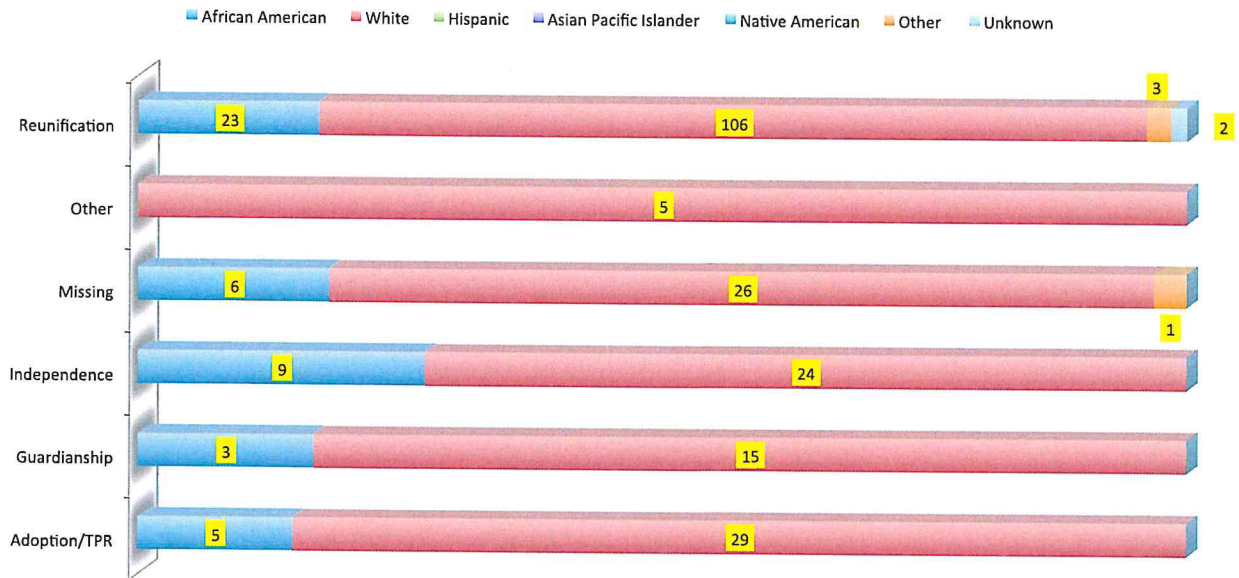 African American White Hispanic Asian Pacific Islander Native American Other Unknown
3
Reunification 23 106 2
Other 5
Missing 6 26
1
Independence 9 24
Guardianship 3 15
Adoption/TPR 5 29